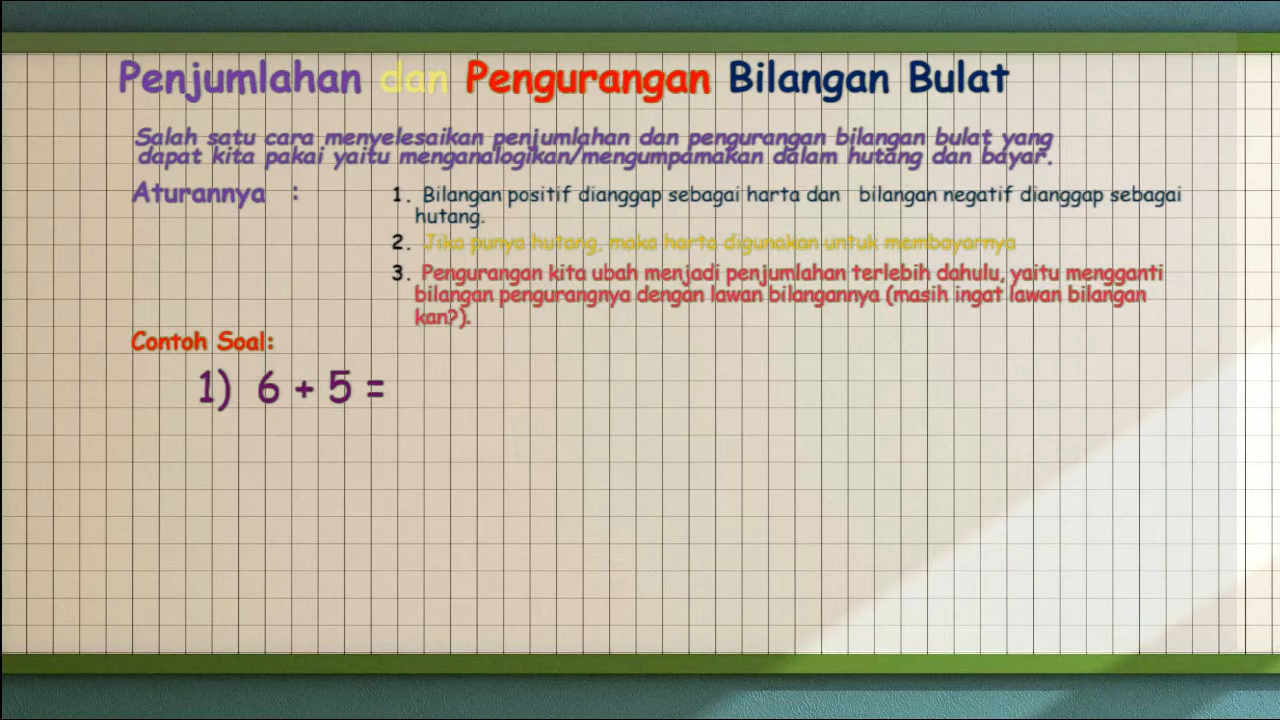 Penjumlahan dan Pengurangan Bilangan Bulat
Salah satu cara menyelesaikan penjumlahan dan pengurangan bilangan bulat yang
dapat kita pakai yaitu menganalogikan/mengumpamakan dalam hutang dan bayar.
Aturannya :
1. Bilangan positif dianggap sebagai harta dan bilangan negatif dianggap sebagai
hutang.
2. Jika punya hutang, maka harta digunakan untuk membayarnya
3. Pengurangan kita ubah menjadi penjumlahan terlebih dahulu, yaitu mengganti
bilangan pengurangnya dengan lawan bilangannya (masih ingat lawan bilangan
kan?).
Contoh Soal:
1) 6 + 5 =